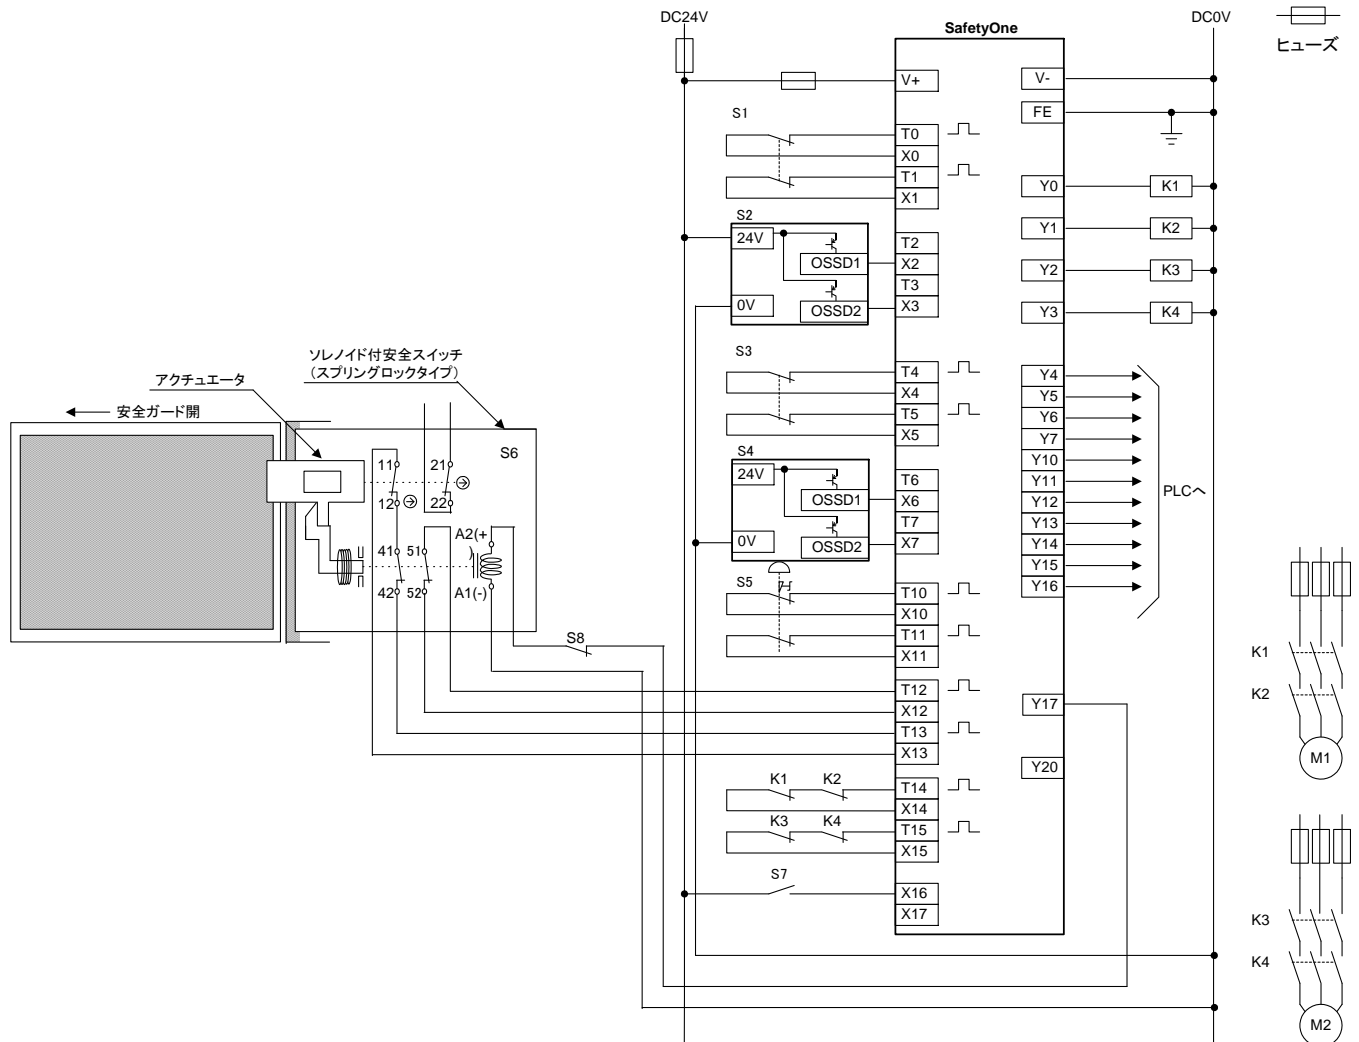 DC24V
DC0V
ヒューズ
SafetyOne
V+
V-
FE
S1
T0
X0
T1
X1
Y0
K1
Y1
K2
Y2
K3
Y3
K4
S2
24V
OSSD1
0V
OSSD2
T2
X2
T3
X3
S3
T4
X4
T5
X5
Y4
Y5
Y6
Y7
Y10
Y11
Y12
Y13
Y14
Y15
Y16
PLCへ
S4
24V
OSSD1
0V
OSSD2
T6
X6
T7
X7
ソレノイド付安全スイッチ
(スプリングロックタイプ)
アクチュエータ
安全ガード開
S6
11
21
12
22
41
51
A2(+
)
42
52
A1(-)
S5
T10
X10
T11
X11
S8
T12
X12
T13
X13
Y17
Y20
K1
K2
T14
X14
K3
K4
T15
X15
S7
X16
X17
K1
K2
M1
K3
K4
M2